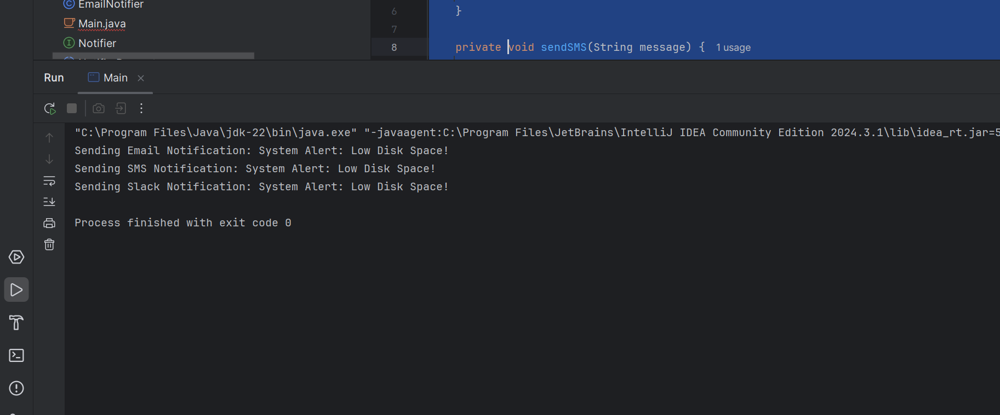 EmailNotifier
Main.java
Notifier
6 }
7
8 private void sendSMS(String message) { 1 usage
Run Main
"C:\Program Files\Java\jdk-22\bin\java.exe" "-javaagent:C:\Program Files\JetBrains\IntelliJ IDEA Community Edition 2024.3.1\lib\idea_rt.jar=5
Sending Email Notification: System Alert: Low Disk Space!
Sending SMS Notification: System Alert: Low Disk Space!
Sending Slack Notification: System Alert: Low Disk Space!
Process finished with exit code 0